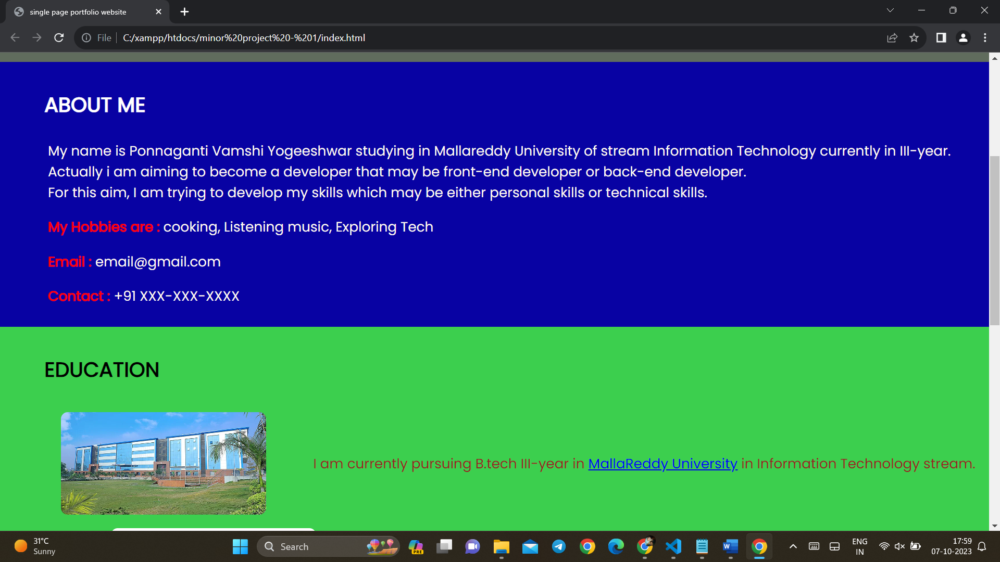 single page portfolio website
File
C:/xampp/htdocs/minor%20project%20-%201/index.html
ABOUT ME
My name is Ponnaganti Vamshi Yogeeshwar studying in Mallareddy University of stream Information Technology currently in III-year.
Actually i am aiming to become a developer that may be front-end developer or back-end developer.
For this aim, I am trying to develop my skills which may be either personal skills or technical skills.
My Hobbies are : cooking, Listening music, Exploring Tech
Email : email@gmail.com
Contact : +91 XXX-XXX-XXXX
EDUCATION
I am currently pursuing B.tech III-year in MallaReddy University in Information Technology stream.
31°C
Sunny
Search
PRE
W
ENG
IN
17:59
07-10-2023